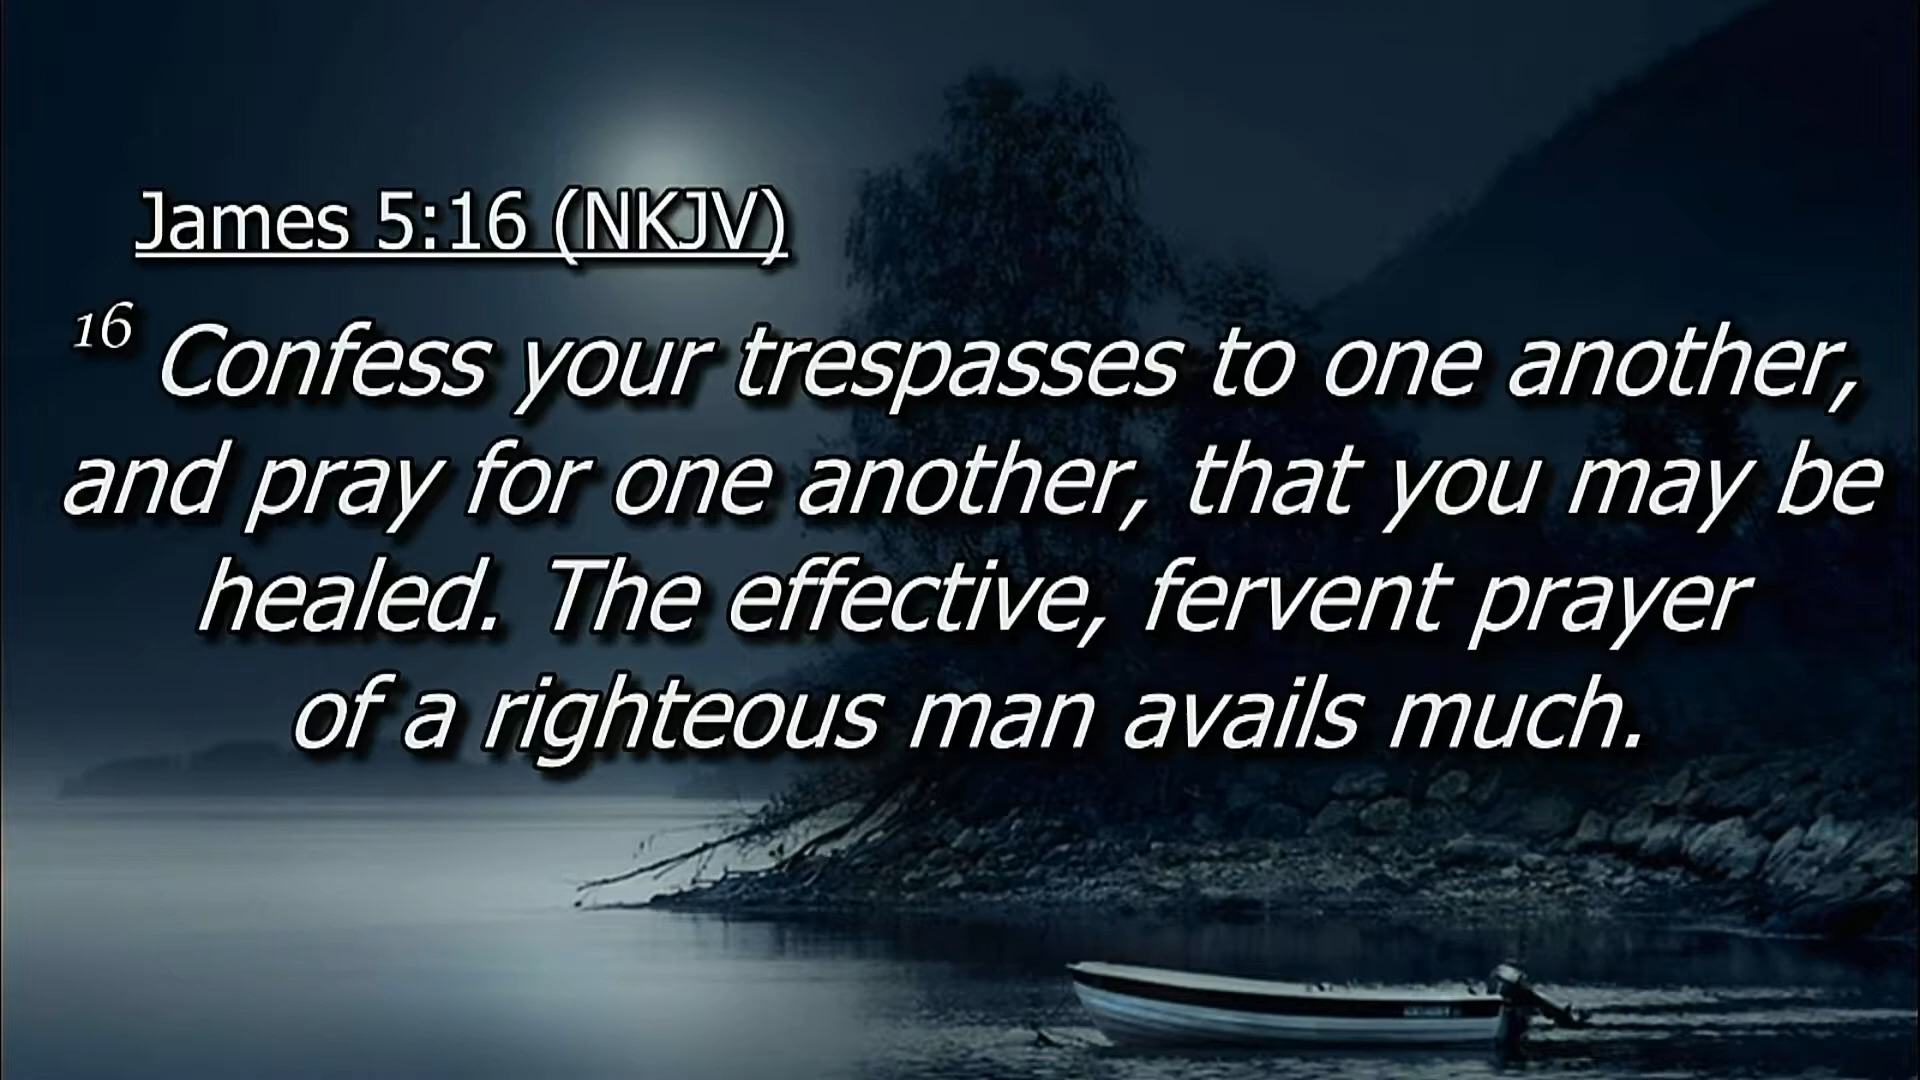 James 5:16 (NKJV)
16 Confess your trespasses to one another,
and pray for one another, that you may be
healed. The effective, fervent prayer
of a righteous man avails much.